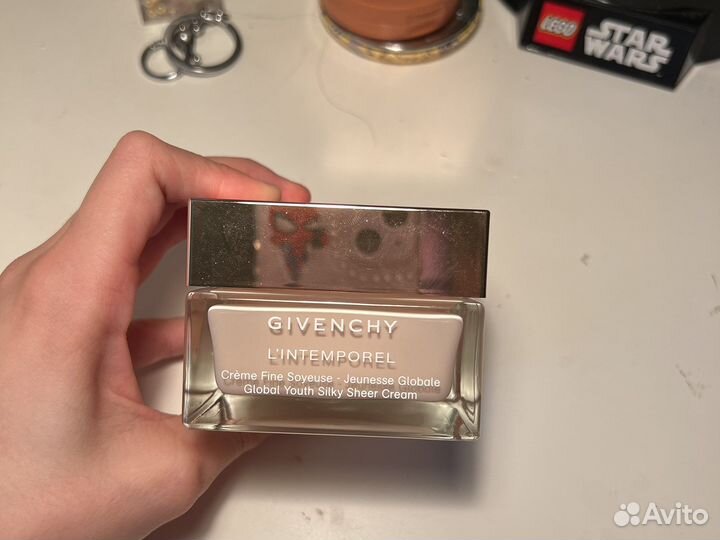 LEGO
STAR
WARS
GIVENCHY
L'INTEMPOREL
Crème Fine Soyeuse - Jeunesse Globale
Global Youth Silky Sheer Cream
Avito